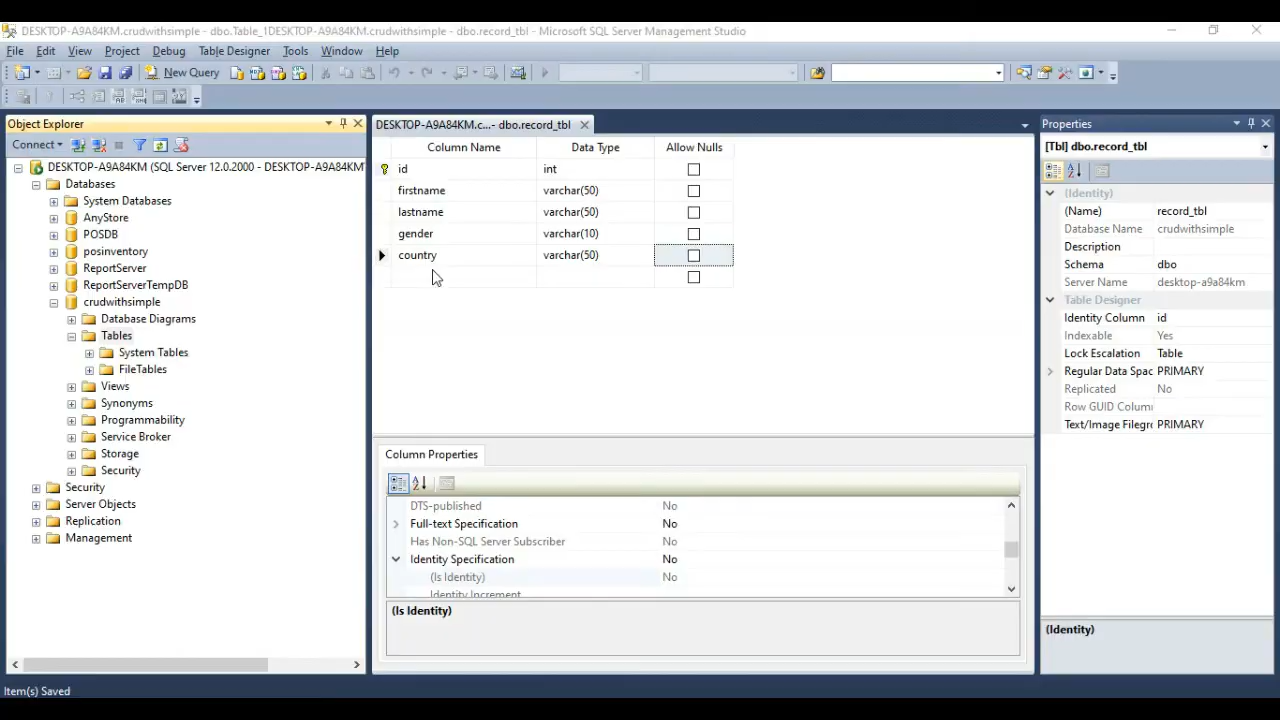 DESKTOP-A9A84KM.crudwithsimple - dbo.Table_1DESKTOP-A9A84KM.crudwithsimple - dbo.record_tbl - Microsoft SQL Server Management Studio
File Edit View Project Debug Table Designer Tools Window Help
New Query
Object Explorer
Connect
DESKTOP-A9A84KM (SQL Server 12.0.2000 - DESKTOP-A9A84KM
Databases
System Databases
AnyStore
POSDB
posinventory
ReportServer
ReportServerTempDB
crudwithsimple
Database Diagrams
Tables
System Tables
FileTables
Views
Synonyms
Programmability
Service Broker
Storage
Security
Security
Server Objects
Replication
Management
DESKTOP-A9A84KM.c...- dbo.record_tbl
Column Name Data Type Allow Nulls
id int
firstname varchar(50)
lastname varchar(50)
gender varchar(10)
country varchar(50)
Column Properties
DTS-published No
Full-text Specification No
Has Non-SQL Server Subscriber No
Identity Specification No
(Is Identity) No
Identity Increment
(Is Identity)
Properties
[Tbl] dbo.record_tbl
(Identity)
(Name) record_tbl
Database Name crudwithsimple
Description
Schema dbo
Server Name desktop-a9a84km
Table Designer
Identity Column id
Indexable Yes
Lock Escalation Table
Regular Data Spac PRIMARY
Replicated No
Row GUID Colum
Text/Image Filegr PRIMARY
(Identity)
Item(s) Saved